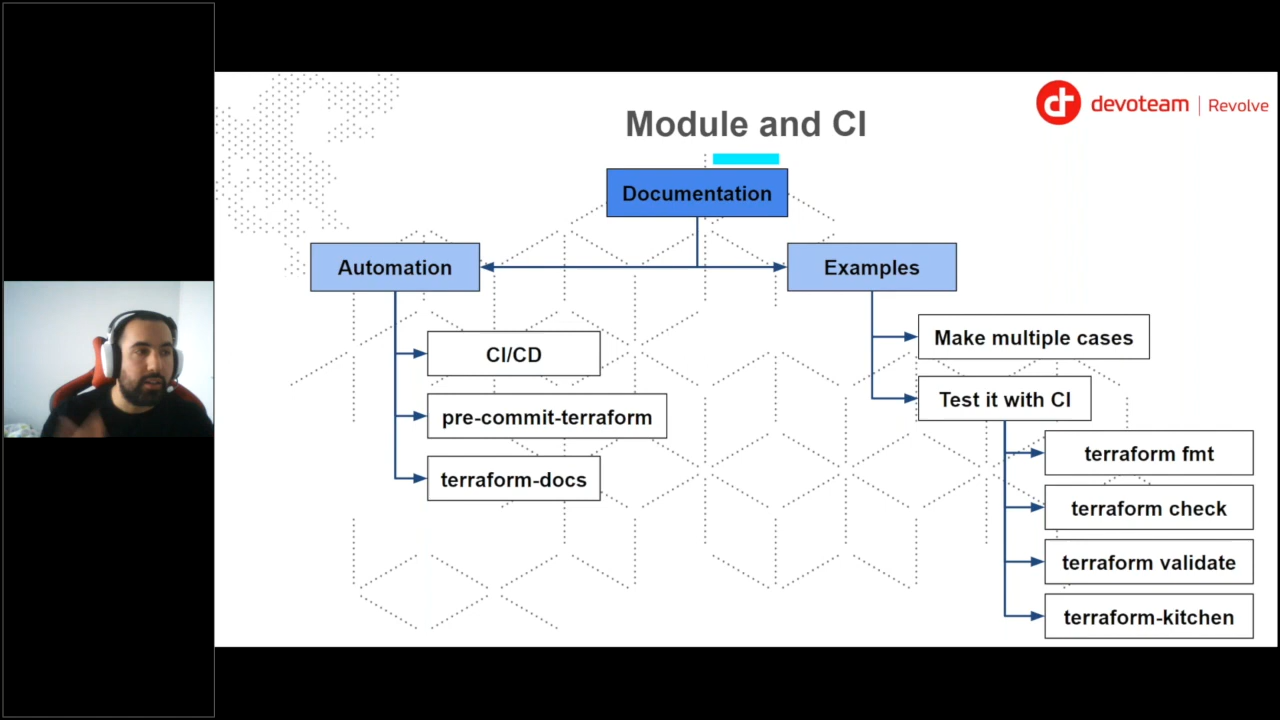 devoteam | Revolve
Module and CI
Documentation
Automation
Examples
CI/CD
pre-commit-terraform
terraform-docs
Make multiple cases
Test it with CI
terraform fmt
terraform check
terraform validate
terraform-kitchen